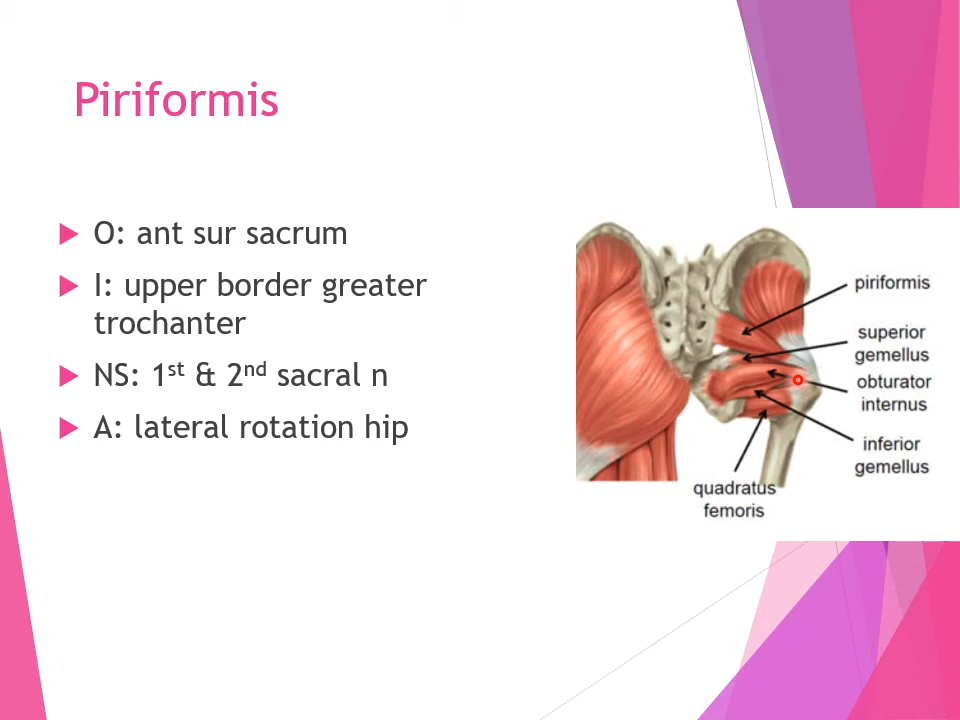 Piriformis
O: ant sur sacrum
I: upper border greater
trochanter
NS: 1st & 2nd sacral n
A: lateral rotation hip
piriformis
superior
gemellus
obturator
internus
inferior
gemellus
quadratus
femoris